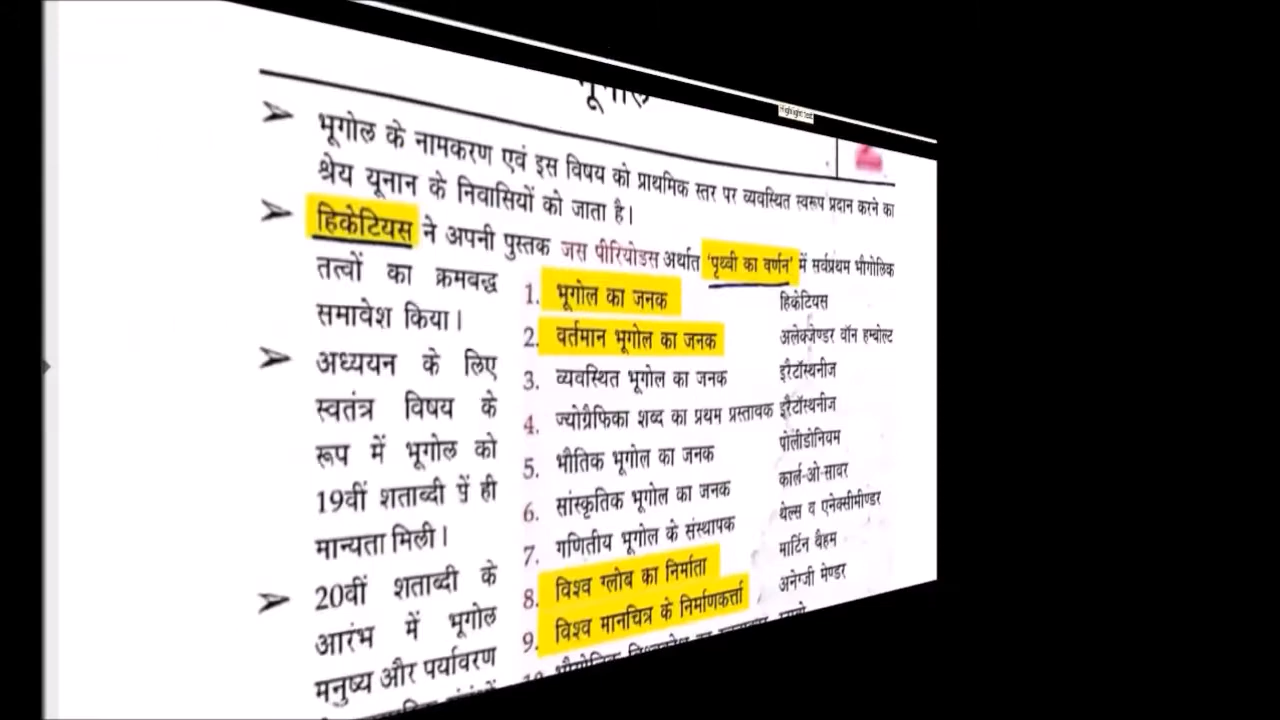 भूगोल
Highlight text
भूगोल के नामकरण एवं इस विषय को प्राथमिक स्तर पर व्यवस्थित स्वरूप प्रदान करने का
श्रेय यूनान के निवासियों को जाता है।
हिकेटियस ने अपनी पुस्तक जस पीरियोडस अर्थात 'पृथ्वी का वर्णन' में सर्वप्रथम भौगोलिक
तत्वों का क्रमबद्ध
समावेश किया।
अध्ययन के लिए
स्वतंत्र विषय के
रूप में भूगोल को
19वीं शताब्दी में ही
मान्यता मिली।
20वीं शताब्दी के
आरंभ में भूगोल
मनुष्य और पर्यावरण
1. भूगोल का जनक हिकेटियस
2. वर्तमान भूगोल का जनक अलेक्जेण्डर वॉन हम्बोल्ट
3. व्यवस्थित भूगोल का जनक इरैटॉस्थनीज
4. ज्योग्रैफिका शब्द का प्रथम प्रस्तावक इरैटॉस्थनीज
5. भौतिक भूगोल का जनक पोलीडोनियम
6. सांस्कृतिक भूगोल का जनक कार्ल-ओ-सावर
7. गणितीय भूगोल के संस्थापक थेल्स व एनेक्सीमीण्डर
8. विश्व ग्लोब का निर्माता मार्टिन बैहम
9. विश्व मानचित्र के निर्माणकर्त्ता अनेग्जी मेण्डर